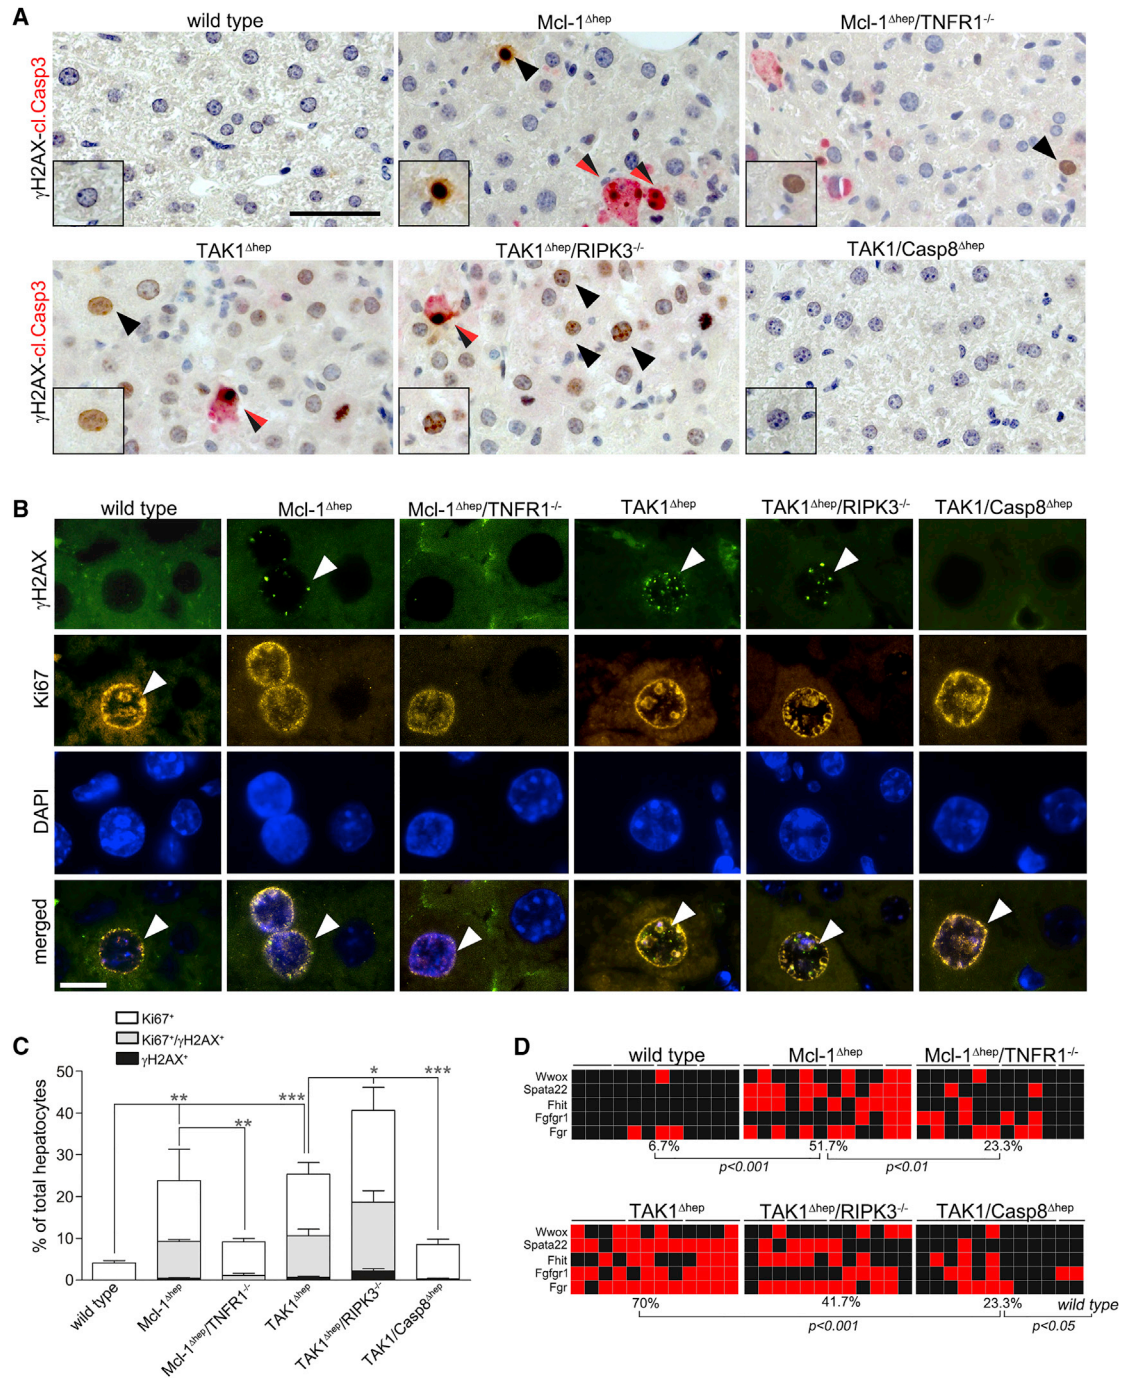 A
wild type
Mcl-1Δhep
Mcl-1Δhep/TNFR1-/-
γH2AX-cl.Casp3
TAK1Δhep
TAK1Δhep/RIPK3-/-
TAK1/Casp8Δhep
γH2AX-cl.Casp3
B
wild type
Mcl-1Δhep
Mcl-1Δhep/TNFR1-/-
TAK1Δhep
TAK1Δhep/RIPK3-/-
TAK1/Casp8Δhep
γH2AX
Ki67
DAPI
merged
C
Ki67+
Ki67+/γH2AX+
γH2AX+
% of total hepatocytes
50
40
30
20
10
0
**
**
***
*
***
wild type
Mcl-1Δhep
Mcl-1Δhep/TNFR1-/-
TAK1Δhep
TAK1Δhep/RIPK3-/-
TAK1/Casp8Δhep
D
wild type
Mcl-1Δhep
Mcl-1Δhep/TNFR1-/-
Wwox
Spata22
Fhit
Fgfgr1
Fgr
6.7%
51.7%
23.3%
p<0.001
p<0.01
TAK1Δhep
TAK1Δhep/RIPK3-/-
TAK1/Casp8Δhep
Wwox
Spata22
Fhit
Fgfgr1
Fgr
70%
41.7%
23.3%
wild type
p<0.001
p<0.05